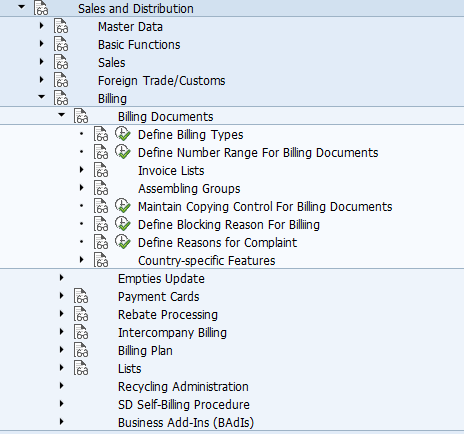 Sales and Distribution
Master Data
Basic Functions
Sales
Foreign Trade/Customs
Billing
Billing Documents
Define Billing Types
Define Number Range For Billing Documents
Invoice Lists
Assembling Groups
Maintain Copying Control For Billing Documents
Define Blocking Reason For Billiing
Define Reasons for Complaint
Country-specific Features
Empties Update
Payment Cards
Rebate Processing
Intercompany Billing
Billing Plan
Lists
Recycling Administration
SD Self-Billing Procedure
Business Add-Ins (BAdIs)